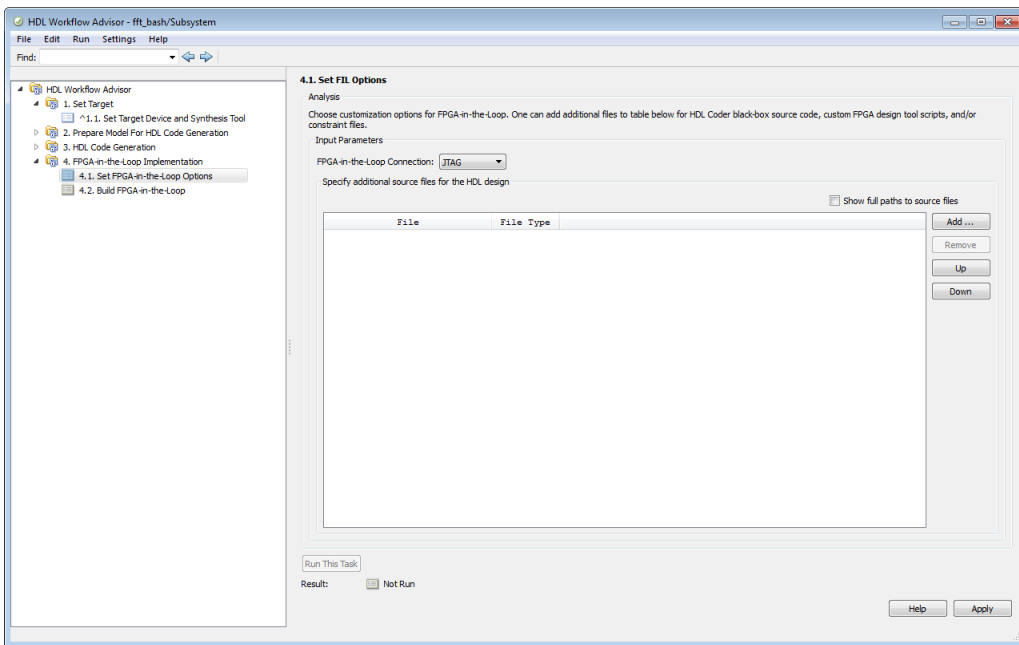 HDL Workflow Advisor - fft_bash/Subsystem
File Edit Run Settings Help
Find:
HDL Workflow Advisor
1. Set Target
^1.1. Set Target Device and Synthesis Tool
2. Prepare Model For HDL Code Generation
3. HDL Code Generation
4. FPGA-in-the-Loop Implementation
4.1. Set FPGA-in-the-Loop Options
4.2. Build FPGA-in-the-Loop
4.1. Set FIL Options
Analysis
Choose customization options for FPGA-in-the-Loop. One can add additional files to table below for HDL Coder black-box source code, custom FPGA design tool scripts, and/or
constraint files.
Input Parameters
FPGA-in-the-Loop Connection: JTAG
Specify additional source files for the HDL design
Show full paths to source files
File File Type
Add ...
Remove
Up
Down
Run This Task
Result: Not Run
Help Apply